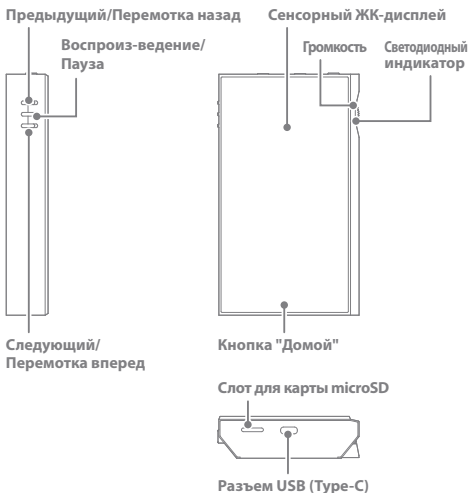 Предыдущий/Перемотка назад
Воспроиз-ведение/
Пауза
Сенсорный ЖК-дисплей
Громкость
Светодиодный
индикатор
Следующий/
Перемотка вперед
Кнопка "Домой"
Слот для карты microSD
Разъем USB (Type-C)